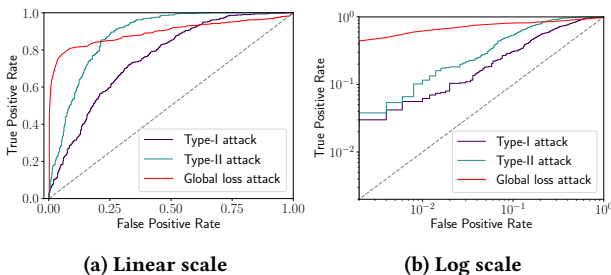 1.0
0.8
0.6
0.4
0.2
0.0
True Positive Rate
Type-I attack
Type-II attack
Global loss attack
0.00
0.25
0.50
0.75
1.00
False Positive Rate
(a) Linear scale
10⁰
10⁻¹
10⁻²
True Positive Rate
Type-I attack
Type-II attack
Global loss attack
10⁻²
10⁻¹
10⁰
False Positive Rate
(b) Log scale